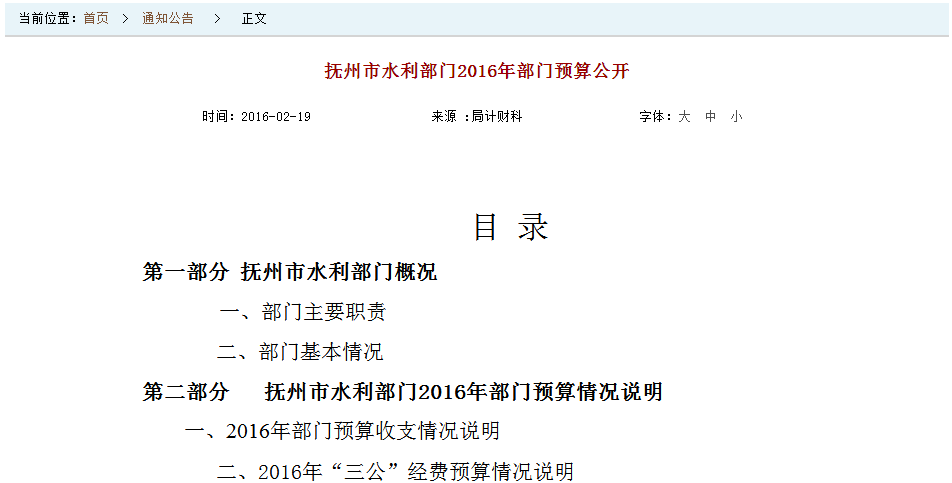 当前位置：首页 > 通知公告 > 正文
抚州市水利部门2016年部门预算公开
时间：2016-02-19 来源 :局计财科 字体：大 中 小
目 录
第一部分 抚州市水利部门概况
一、部门主要职责
二、部门基本情况
第二部分 抚州市水利部门2016年部门预算情况说明
一、2016年部门预算收支情况说明
二、2016年“三公”经费预算情况说明